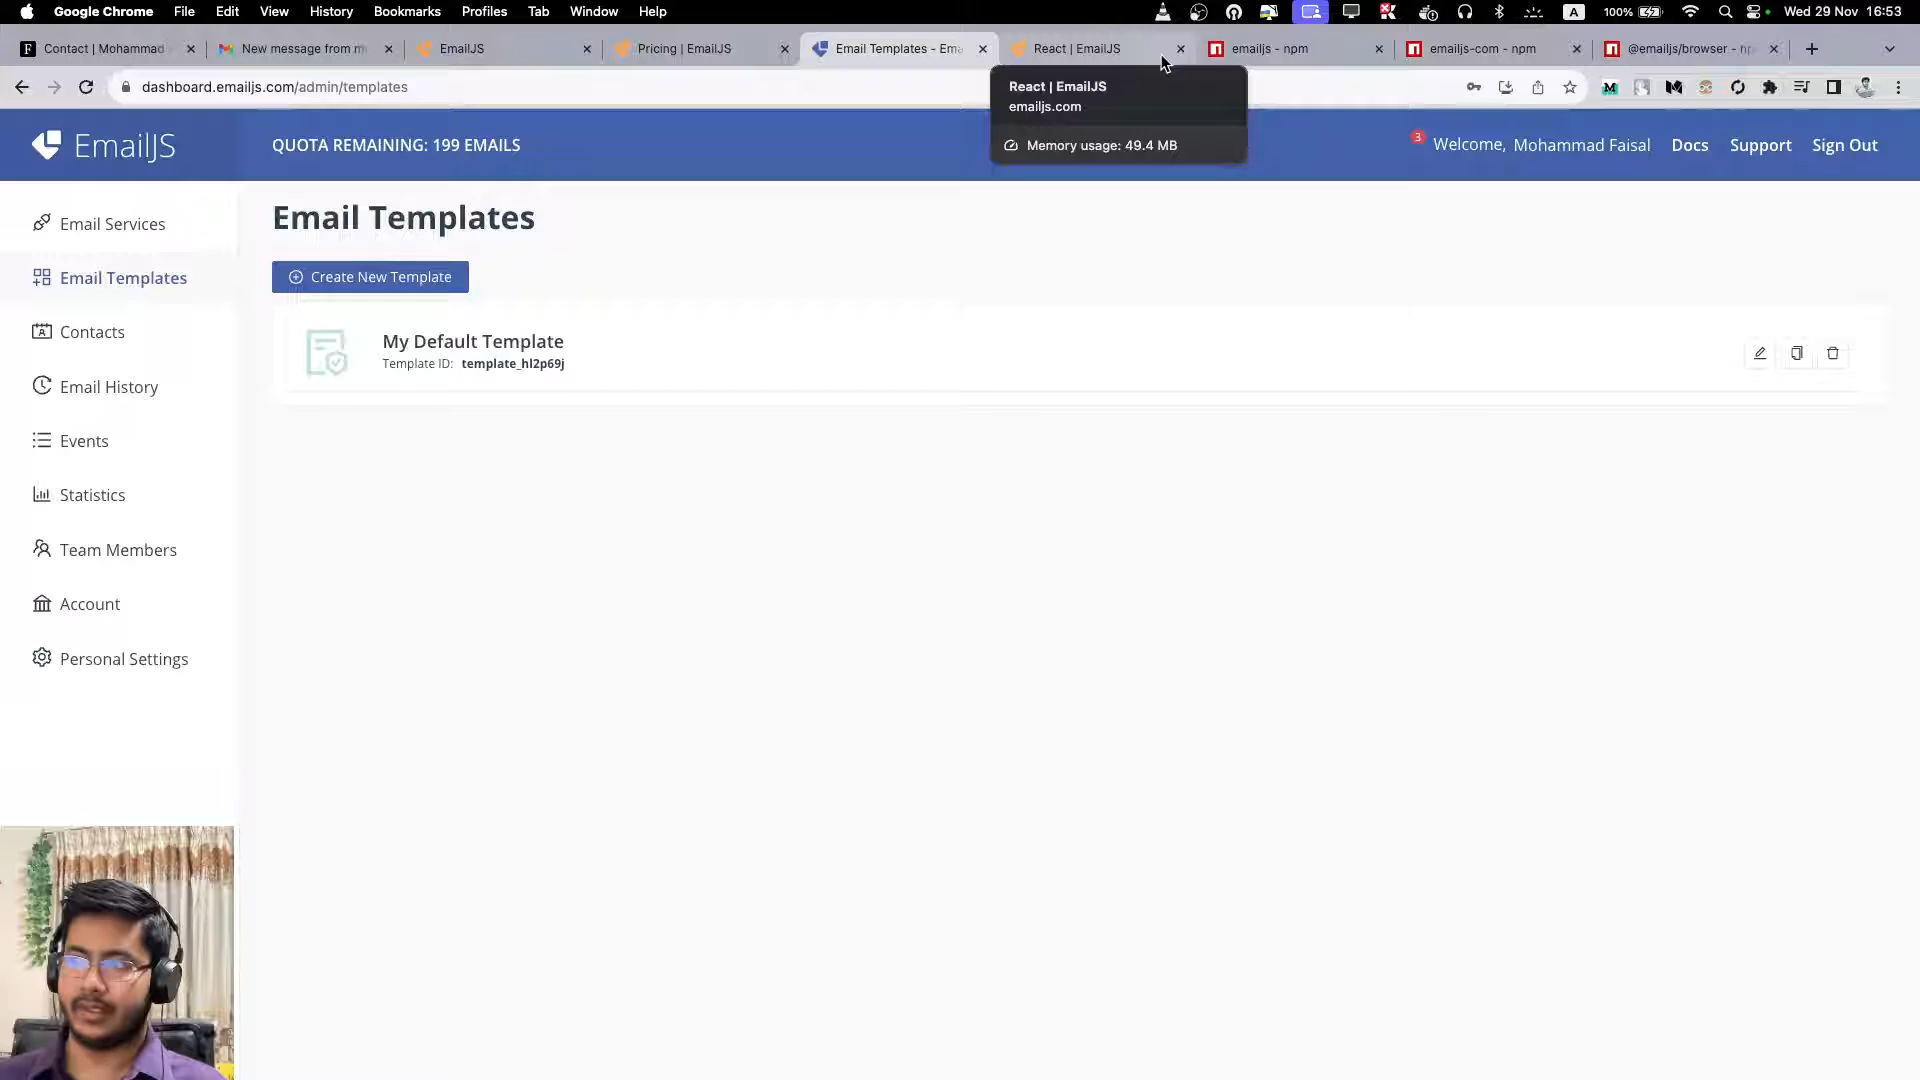 Google Chrome File Edit View History Bookmarks Profiles Tab Window Help A 100% Wed 29 Nov 16:53
Contact | Mohammad New message from m EmailJS Pricing | EmailJS Email Templates - Ema React | EmailJS emailjs - npm emailjs-com - npm @emailjs/browser - np
dashboard.emailjs.com/admin/templates
React | EmailJS
emailjs.com
Memory usage: 49.4 MB
EmailJS QUOTA REMAINING: 199 EMAILS 3 Welcome, Mohammad Faisal Docs Support Sign Out
Email Services
Email Templates
Contacts
Email History
Events
Statistics
Team Members
Account
Personal Settings
Email Templates
Create New Template
My Default Template
Template ID: template_hl2p69j